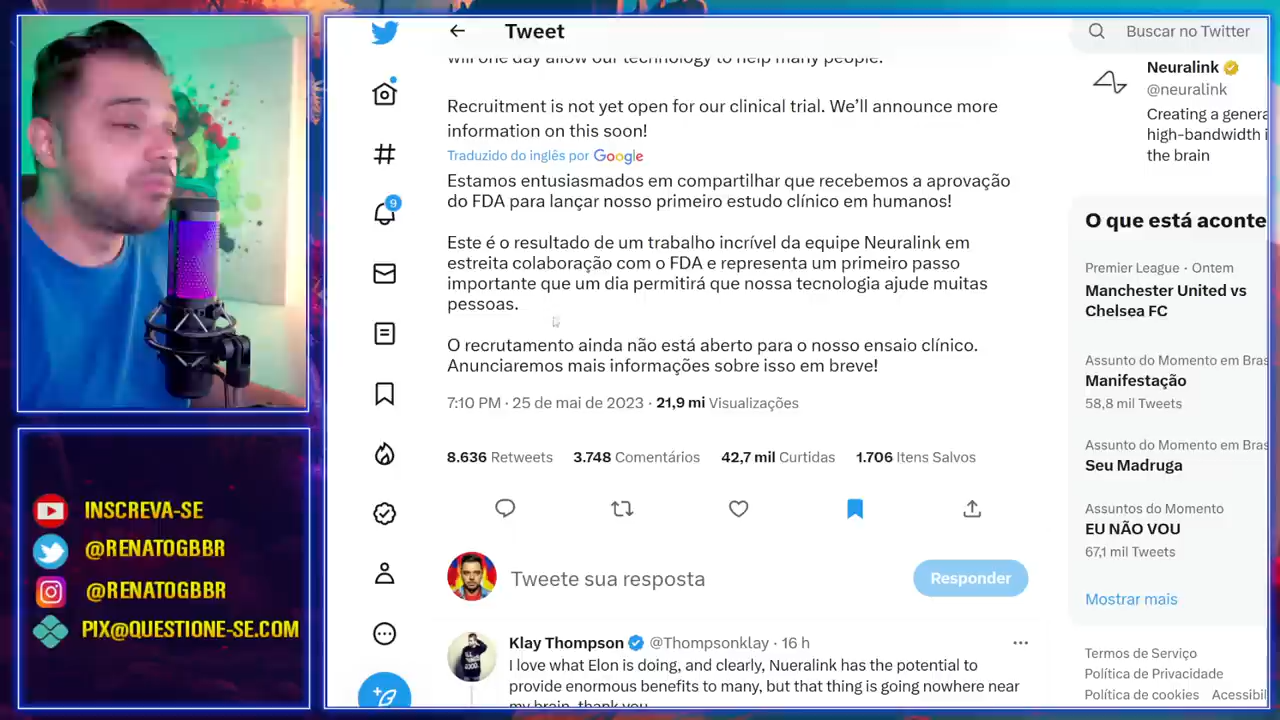 Tweet
will one day allow our technology to help many people.
Recruitment is not yet open for our clinical trial. We’ll announce more
information on this soon!
Traduzido do inglês por Google
Estamos entusiasmados em compartilhar que recebemos a aprovação
do FDA para lançar nosso primeiro estudo clínico em humanos!
Este é o resultado de um trabalho incrível da equipe Neuralink em
estreita colaboração com o FDA e representa um primeiro passo
importante que um dia permitirá que nossa tecnologia ajude muitas
pessoas.
O recrutamento ainda não está aberto para o nosso ensaio clínico.
Anunciaremos mais informações sobre isso em breve!
7:10 PM · 25 de mai de 2023 · 21,9 mi Visualizações
8.636 Retweets 3.748 Comentários 42,7 mil Curtidas 1.706 Itens Salvos
Tweete sua resposta
Responder
Klay Thompson @Thompsonklay · 16 h
I love what Elon is doing, and clearly, Nueralink has the potential to
provide enormous benefits to many, but that thing is going nowhere near
my brain, thank you
9
Buscar no Twitter
Neuralink
@neuralink
Creating a genera
high-bandwidth i
the brain
O que está aconte
Premier League · Ontem
Manchester United vs
Chelsea FC
Assunto do Momento em Bras
Manifestação
58,8 mil Tweets
Assunto do Momento em Bras
Seu Madruga
Assuntos do Momento
EU NÃO VOU
67,1 mil Tweets
Mostrar mais
Termos de Serviço
Política de Privacidade
Política de cookies Acessibil
INSCREVA-SE
@RENATOGBBR
@RENATOGBBR
PIX@QUESTIONE-SE.COM